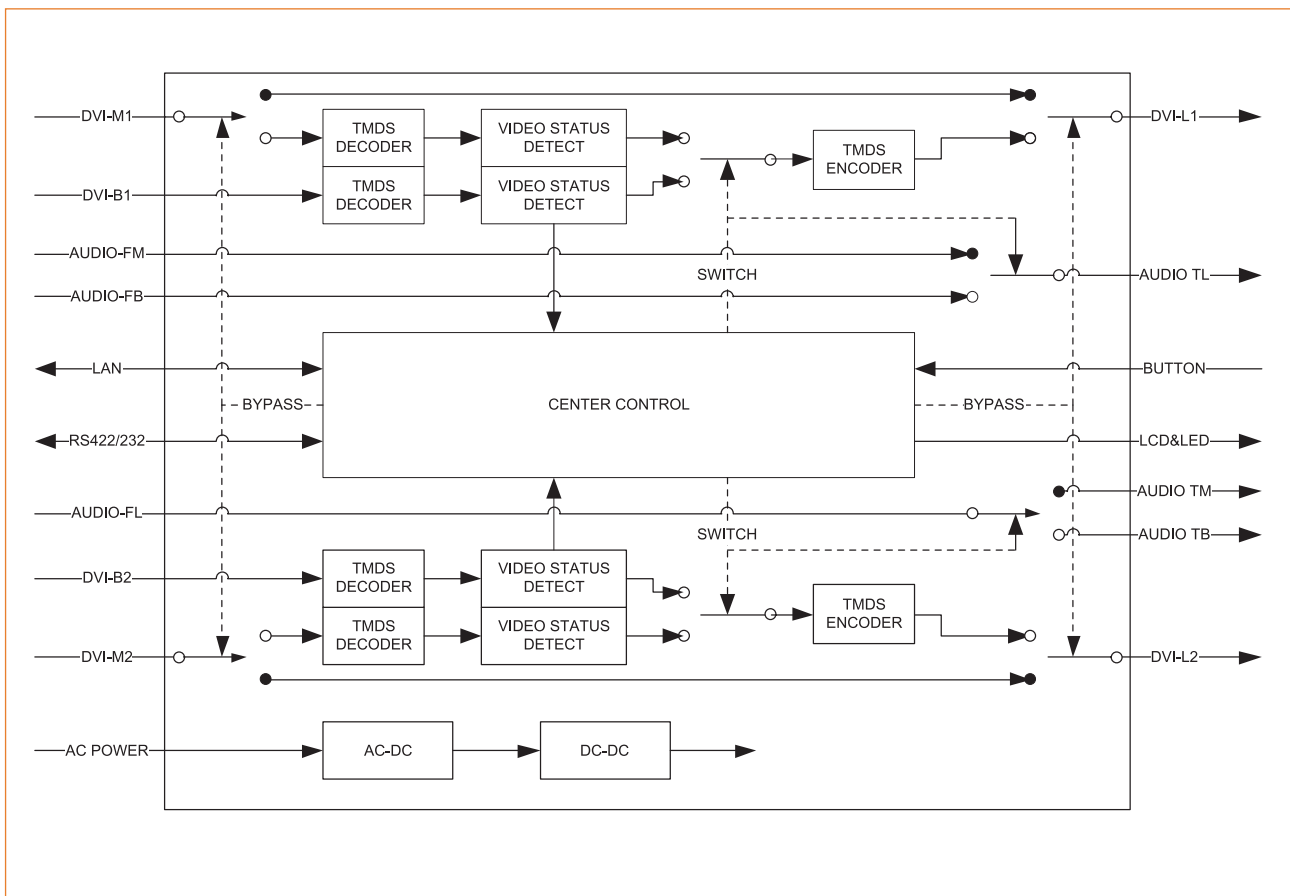 DVI-M1
TMDS
DECODER
VIDEO STATUS
DETECT
TMDS
ENCODER
DVI-L1
DVI-B1
TMDS
DECODER
VIDEO STATUS
DETECT
AUDIO-FM
SWITCH
AUDIO TL
AUDIO-FB
LAN
BUTTON
BYPASS
CENTER CONTROL
BYPASS
RS422/232
LCD&LED
AUDIO TM
AUDIO-FL
SWITCH
AUDIO TB
DVI-B2
TMDS
DECODER
VIDEO STATUS
DETECT
TMDS
ENCODER
TMDS
DECODER
VIDEO STATUS
DETECT
DVI-M2
DVI-L2
AC POWER
AC-DC
DC-DC